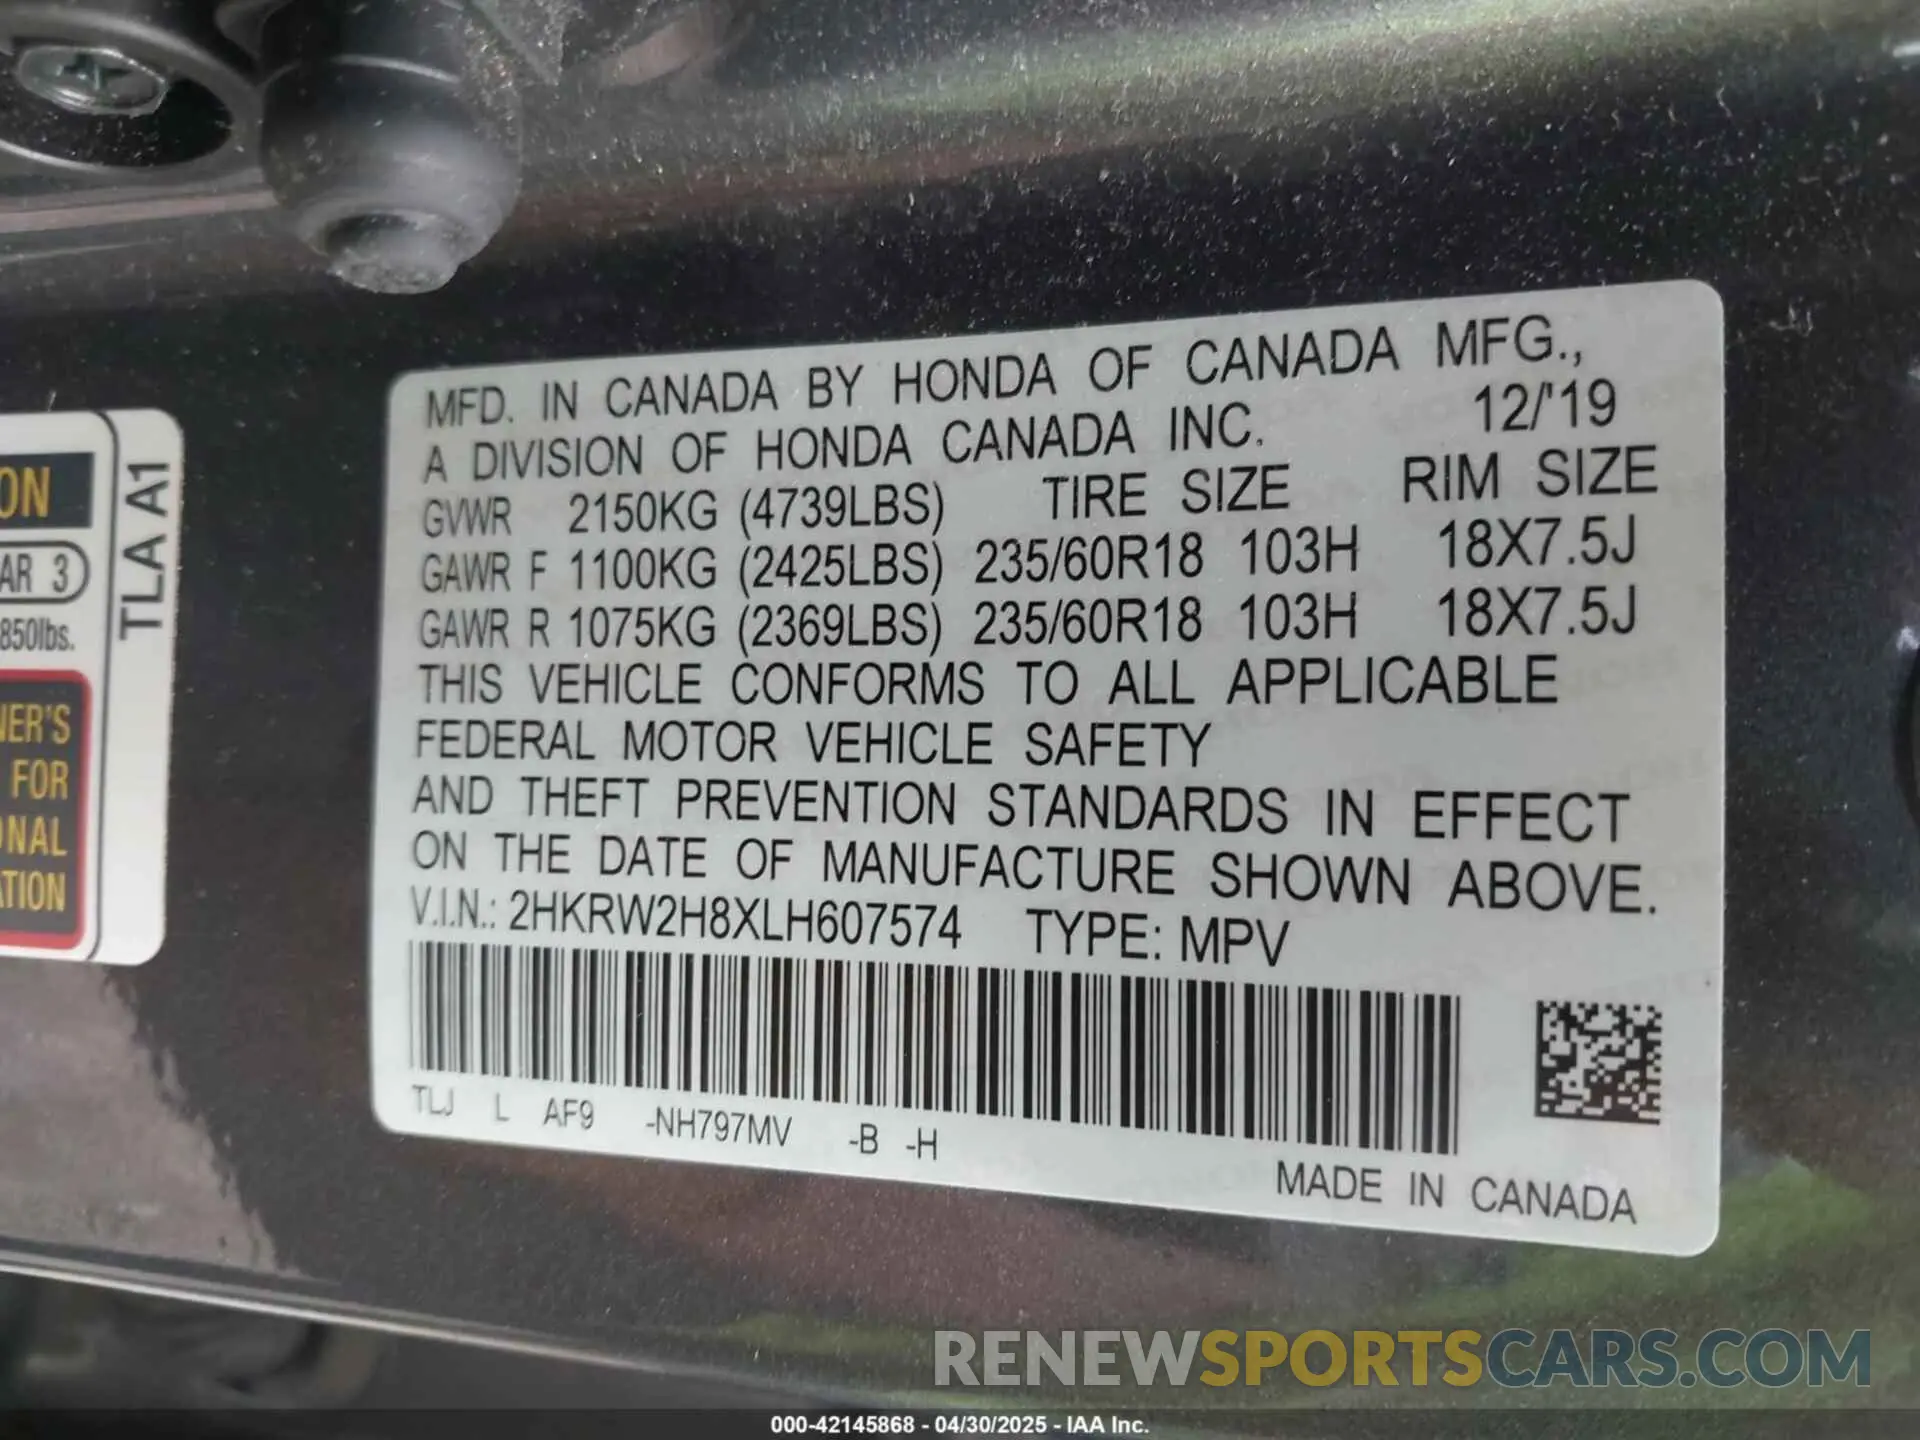 MFD. IN CANADA BY HONDA OF CANADA MFG.,
A DIVISION OF HONDA CANADA INC. 12/'19
GVWR 2150KG (4739LBS) TIRE SIZE RIM SIZE
GAWR F 1100KG (2425LBS) 235/60R18 103H 18X7.5J
GAWR R 1075KG (2369LBS) 235/60R18 103H 18X7.5J
THIS VEHICLE CONFORMS TO ALL APPLICABLE
FEDERAL MOTOR VEHICLE SAFETY
AND THEFT PREVENTION STANDARDS IN EFFECT
ON THE DATE OF MANUFACTURE SHOWN ABOVE.
V.I.N.: 2HKRW2H8XLH607574 TYPE: MPV
TLJ L AF9 -NH797MV -B -H
MADE IN CANADA
ON
AR 3
850lbs.
NER'S
FOR
ONAL
ATION
TLA A1
RENEWSPORTSCARS.COM
000-42145868 - 04/30/2025 - IAA Inc.